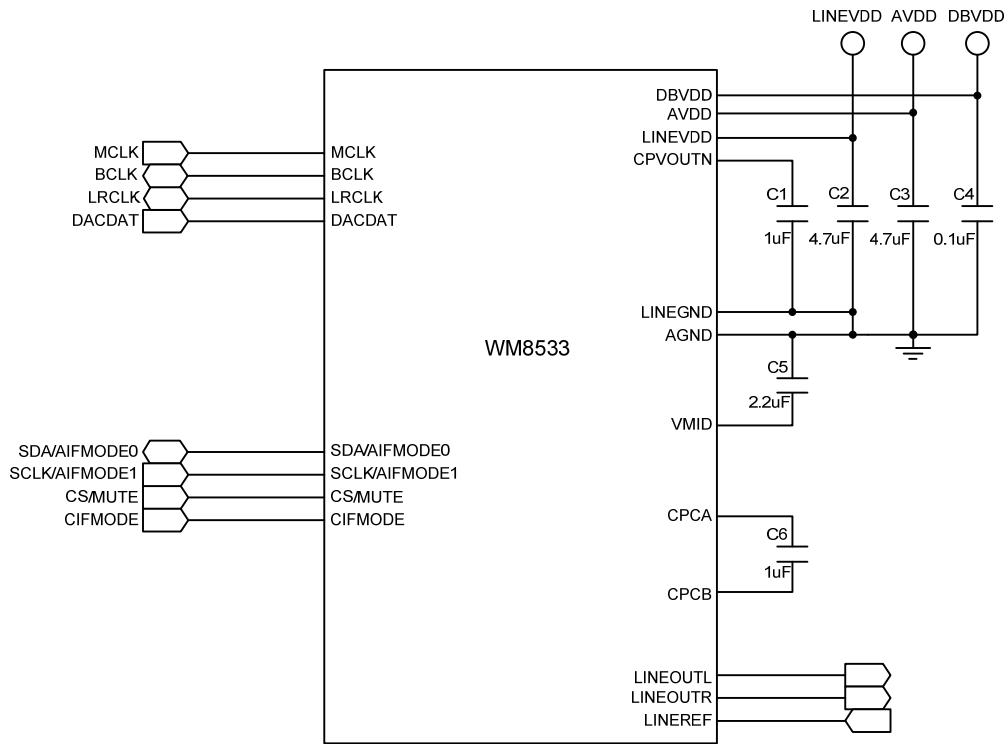 LINEVDD AVDD DBVDD
DBVDD
AVDD
LINEVDD
CPVOUTN
MCLK MCLK
BCLK BCLK
LRCLK LRCLK
DACDAT DACDAT
C1 C2 C3 C4
1uF 4.7uF 4.7uF 0.1uF
LINEGND
AGND
WM8533
C5
2.2uF
VMID
SDA/AIFMODE0 SDA/AIFMODE0
SCLK/AIFMODE1 SCLK/AIFMODE1
CS/MUTE CS/MUTE
CIFMODE CIFMODE
CPCA
C6
1uF
CPCB
LINEOUTL
LINEOUTR
LINEREF